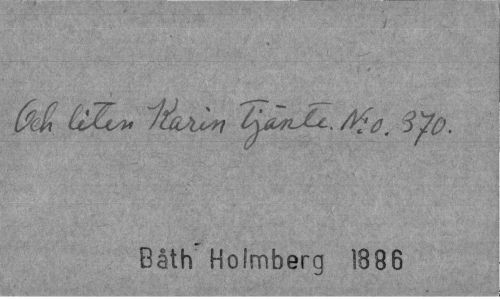 Och liten Karin tjänte. N:o. 370.
Båth Holmberg 1886